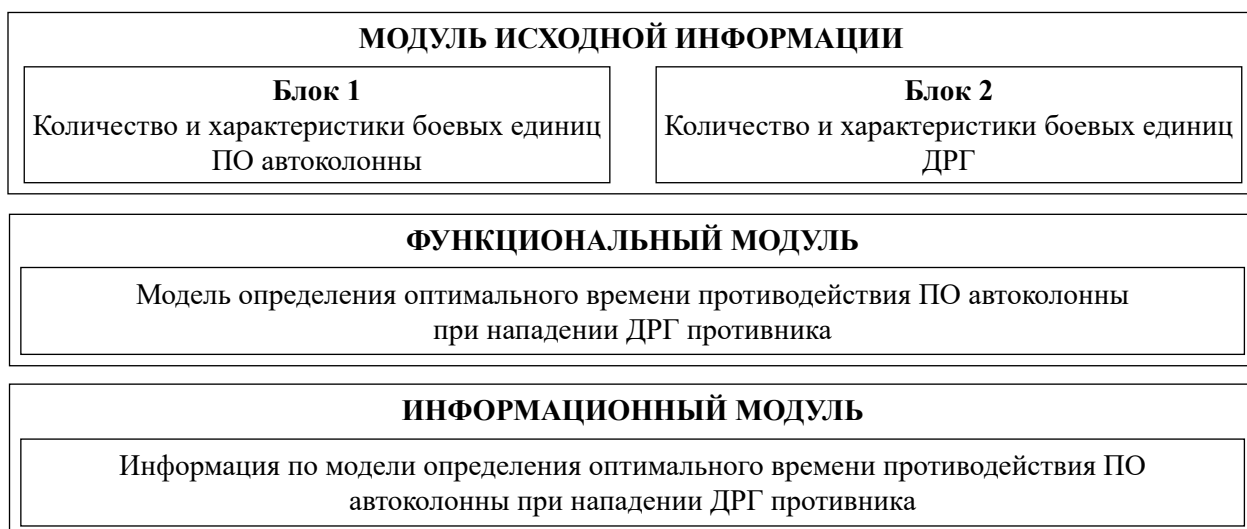 МОДУЛЬ ИСХОДНОЙ ИНФОРМАЦИИ
Блок 1
Количество и характеристики боевых единиц
ПО автоколонны
Блок 2
Количество и характеристики боевых единиц
ДРГ
ФУНКЦИОНАЛЬНЫЙ МОДУЛЬ
Модель определения оптимального времени противодействия ПО автоколонны
при нападении ДРГ противника
ИНФОРМАЦИОННЫЙ МОДУЛЬ
Информация по модели определения оптимального времени противодействия ПО
автоколонны при нападении ДРГ противника